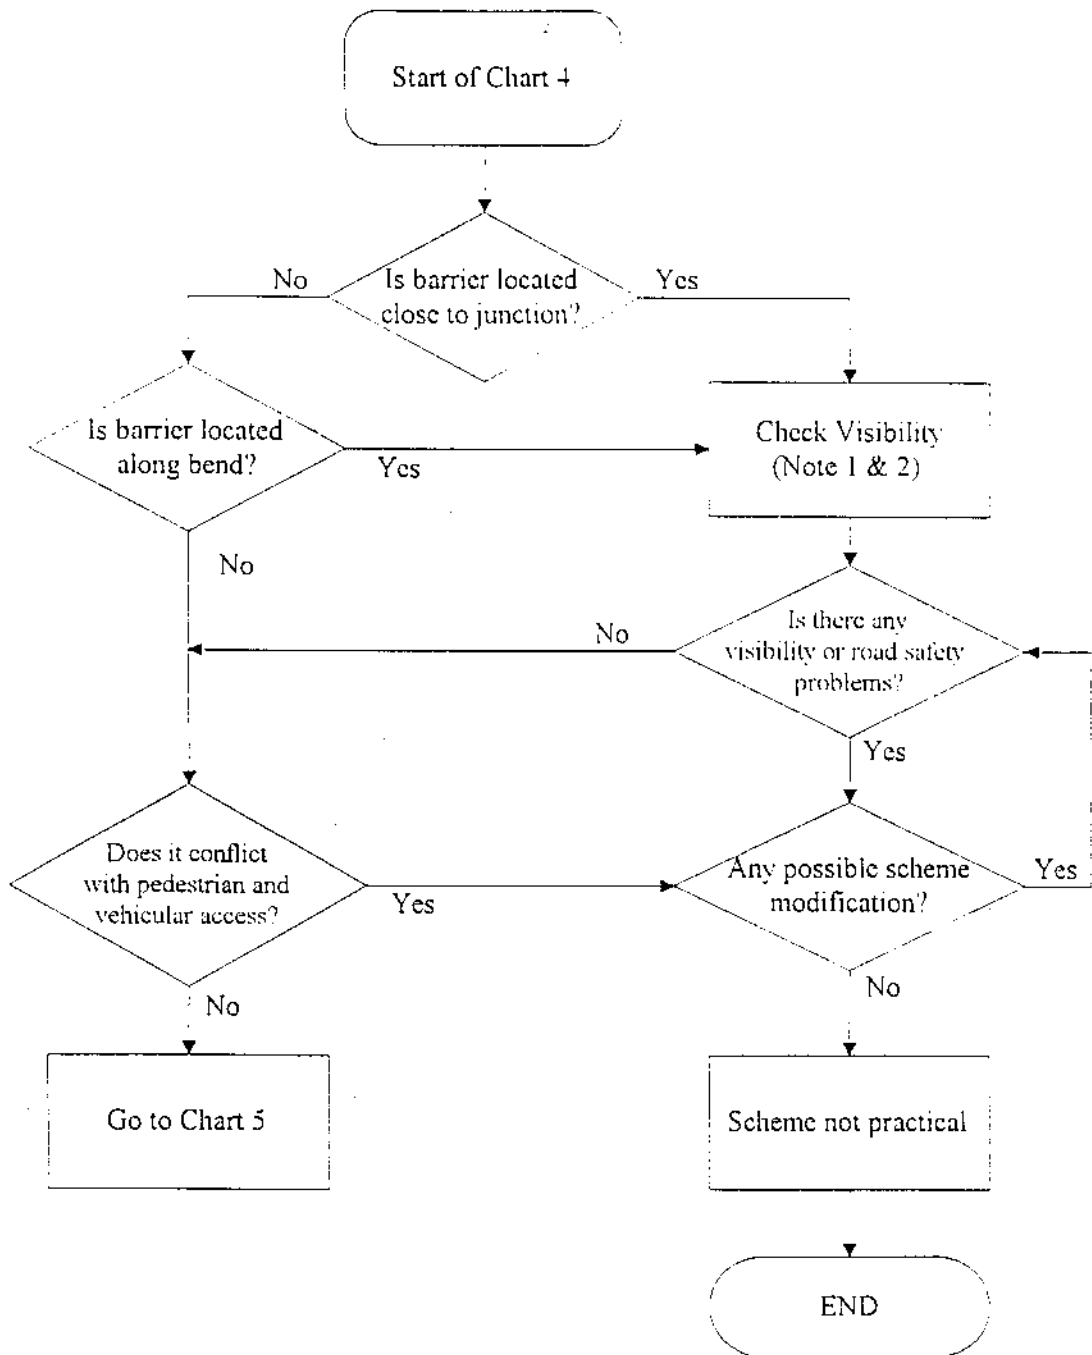 Start of Chart 4
Is barrier located
close to junction?
No
Yes
Is barrier located
along bend?
Yes
No
Check Visibility
(Note 1 & 2)
Is there any
visibility or road safety
problems?
No
Yes
Does it conflict
with pedestrian and
vehicular access?
Yes
No
Any possible scheme
modification?
Yes
No
Go to Chart 5
Scheme not practical
END